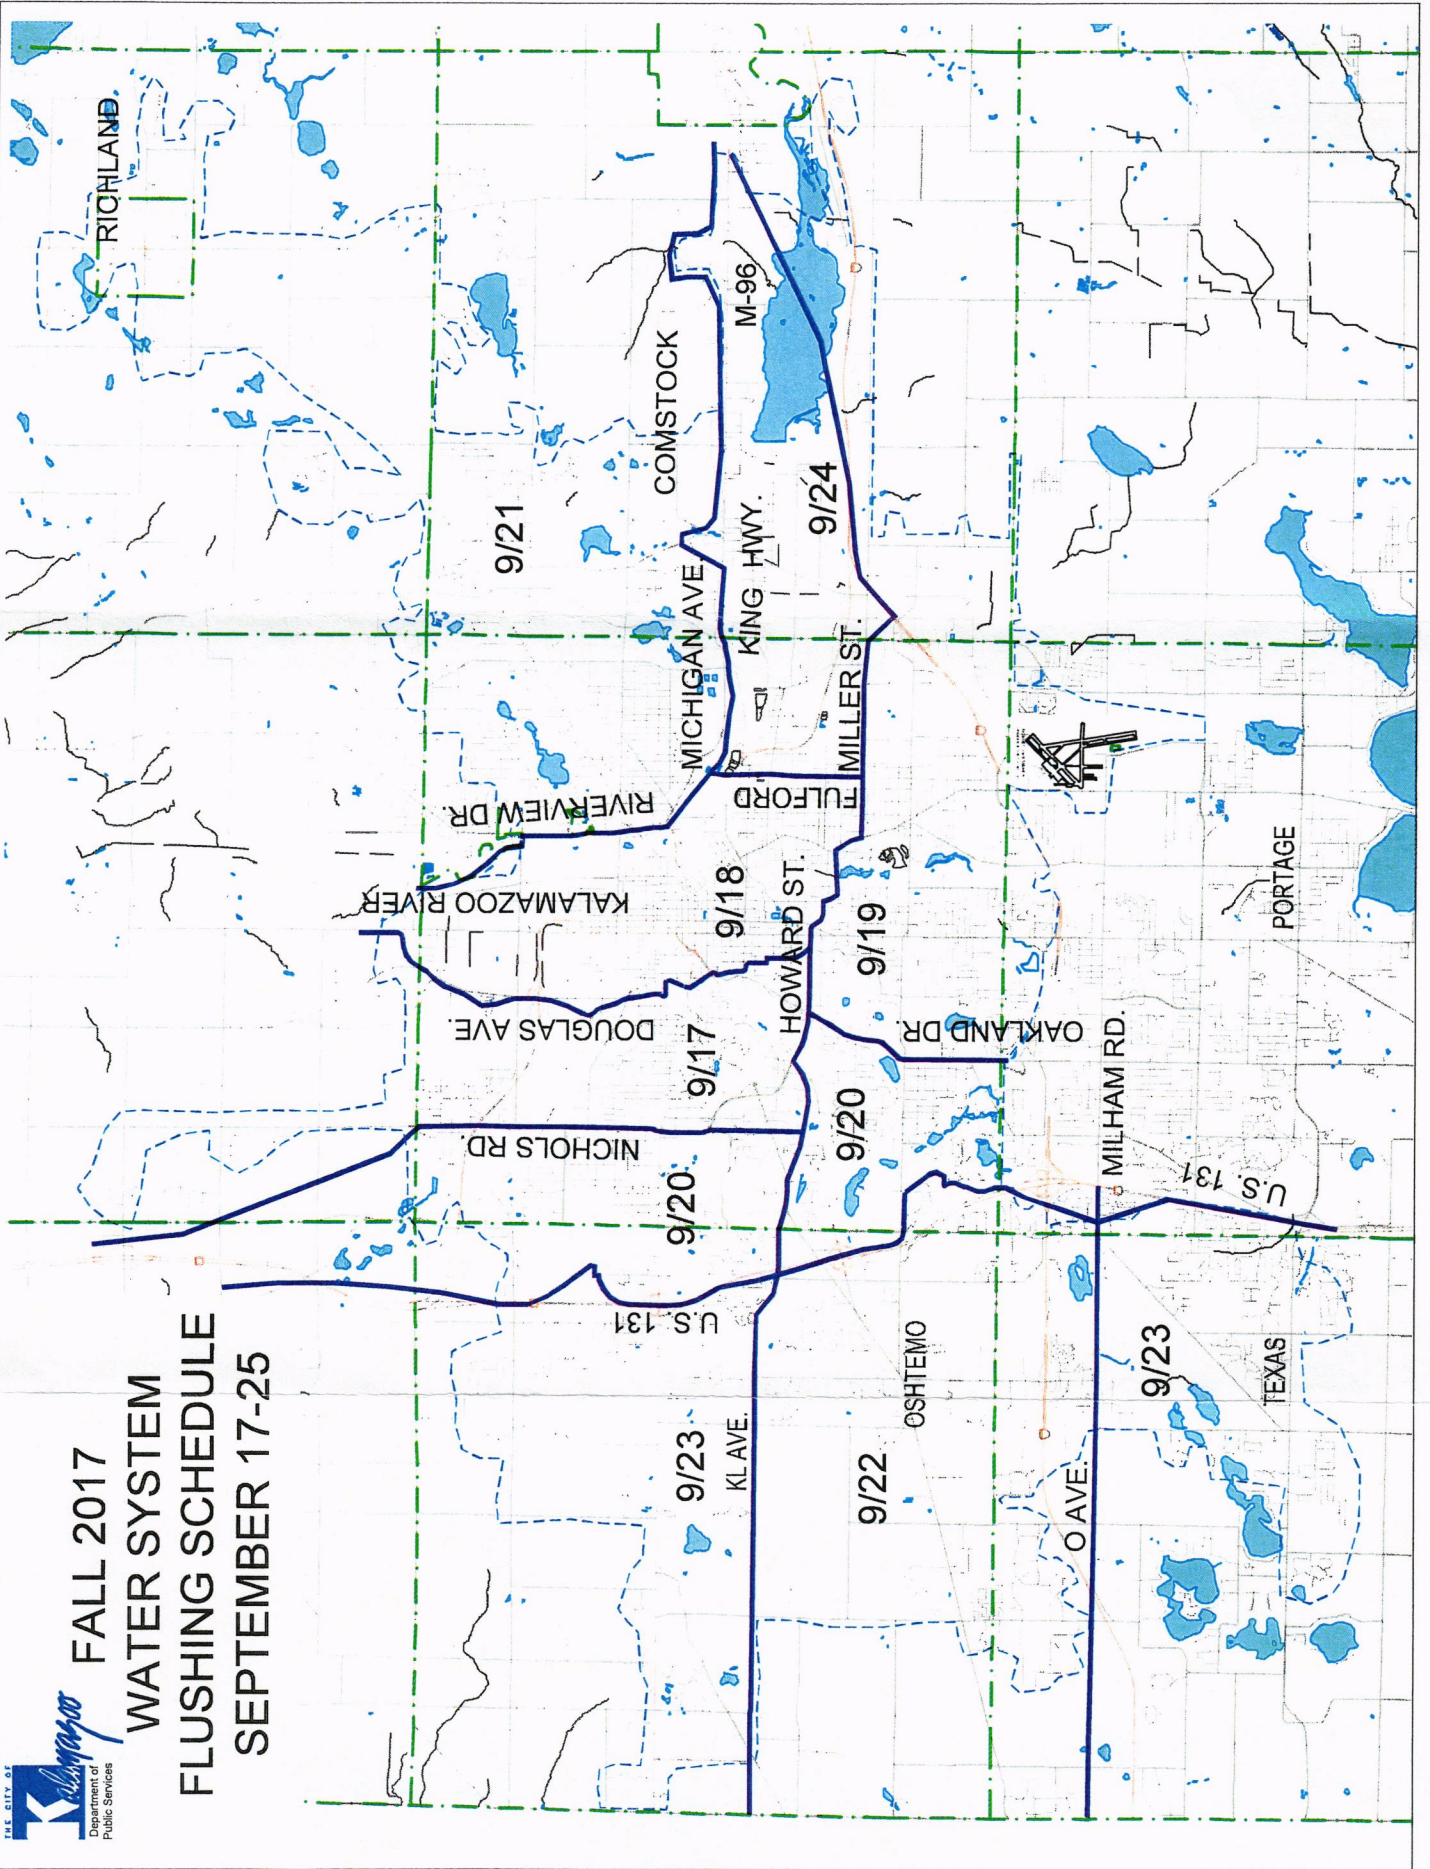 THE CITY OF
Kalamazoo
Department of
Public Services
FALL 2017
WATER SYSTEM
FLUSHING SCHEDULE
SEPTEMBER 17-25
RICHLAND
KALAMAZOO RIVER
RIVERVIEW DR.
9/21
DOUGLAS AVE.
NICHOLS RD.
U.S. 131
COMSTOCK
MICHIGAN AVE.
9/23
9/20
9/17
9/18
FULFORD
KING HWY.
M-96
KL AVE.
HOWARD ST.
MILLER ST.
9/24
9/22
9/20
9/19
OSHTEMO
OAKLAND DR.
O AVE.
MILHAM RD.
9/23
U.S. 131
TEXAS
PORTAGE